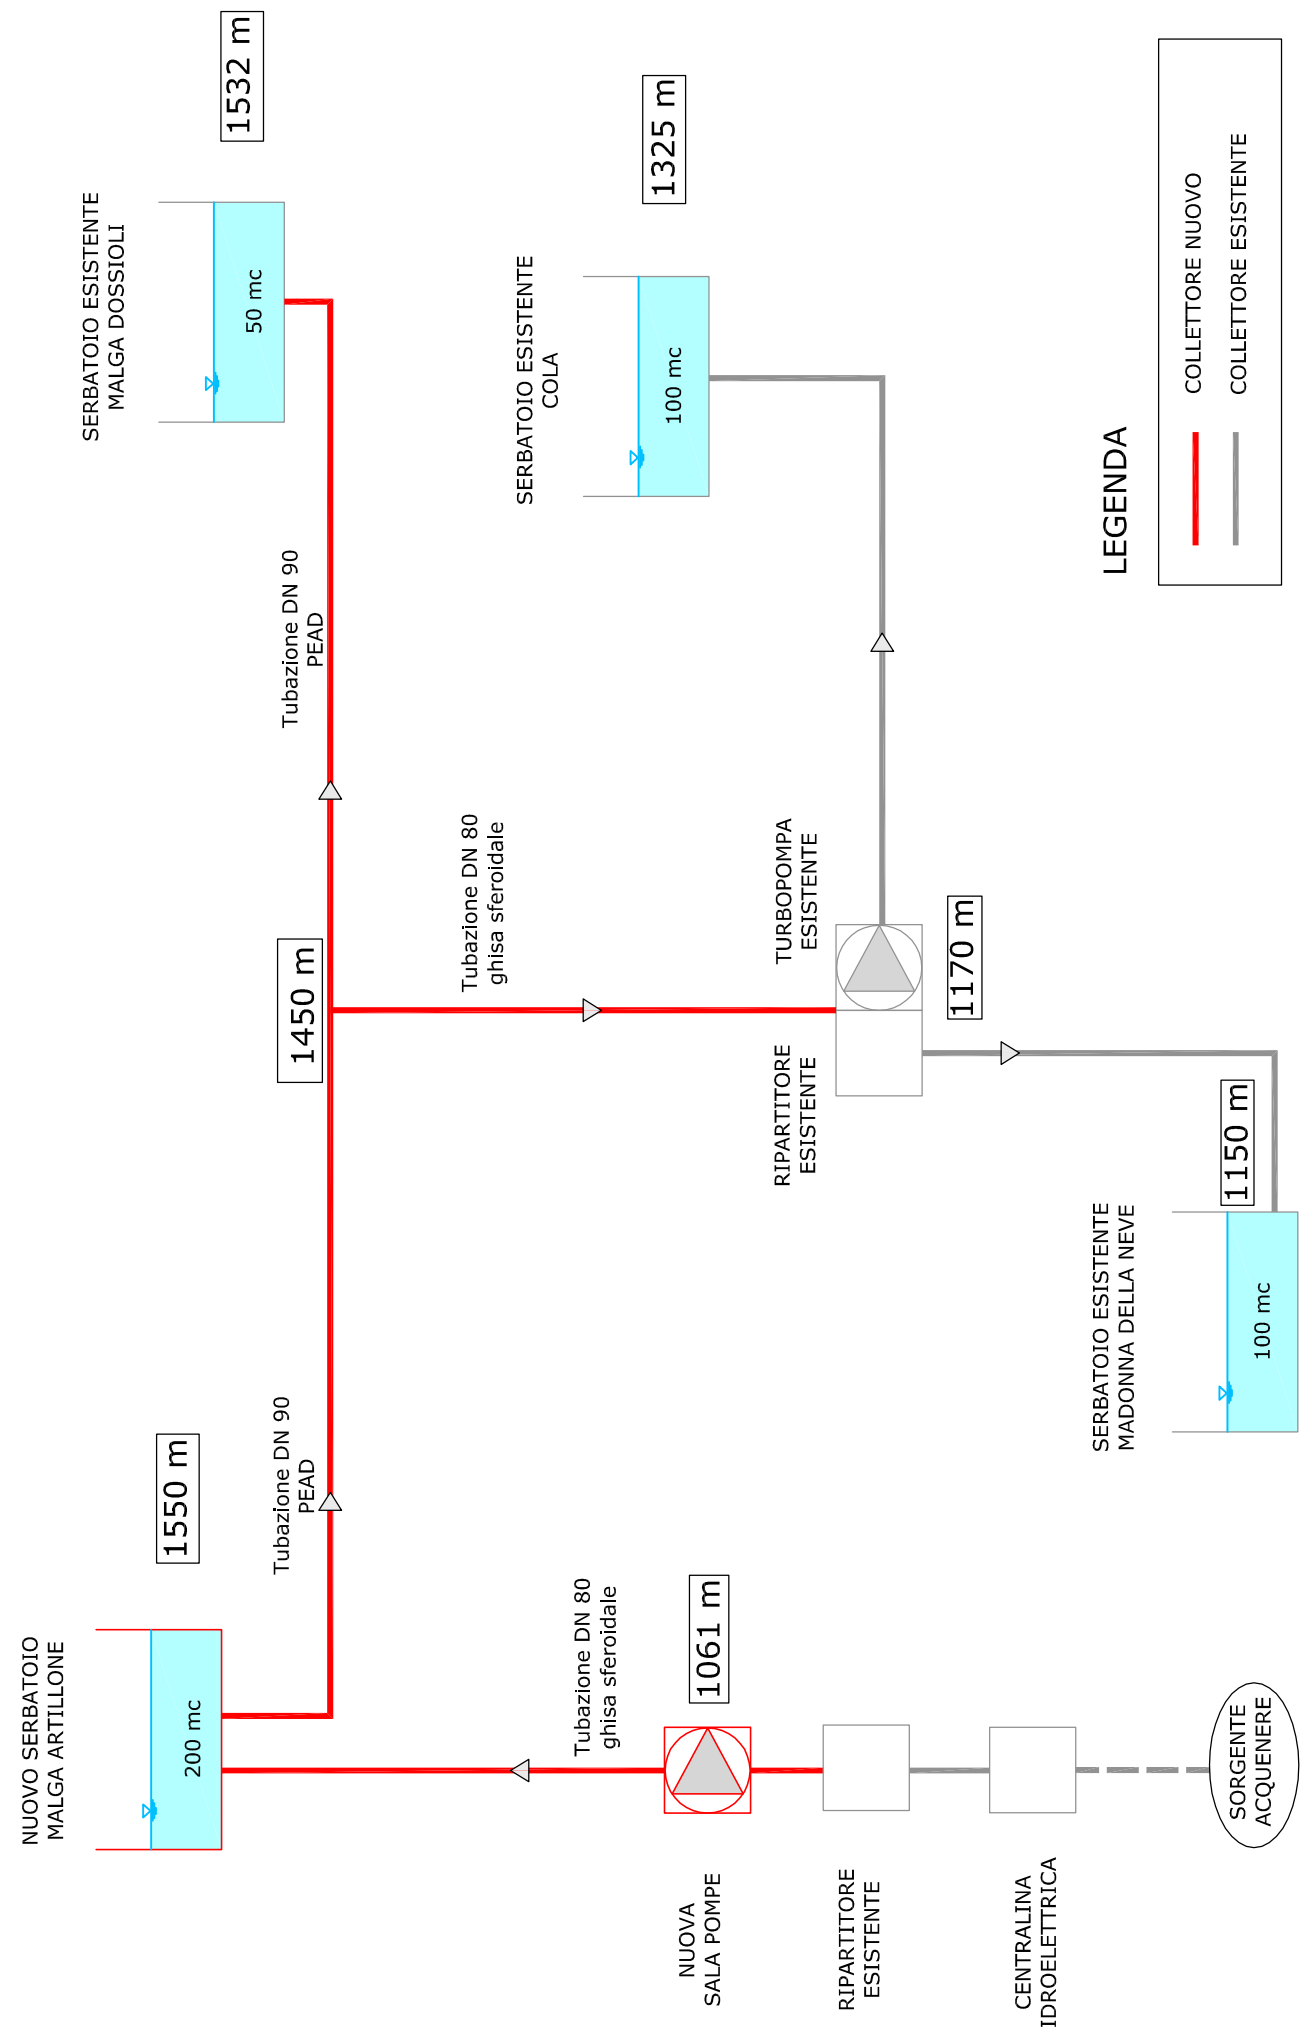 NUOVO SERBATOIO
MALGA ARTILLONE
200 mc
1550 m
Tubazione DN 90
PEAD
1450 m
Tubazione DN 90
PEAD
SERBATOIO ESISTENTE
MALGA DOSSIOLI
50 mc
1532 m
Tubazione DN 80
ghisa sferoidale
SERBATOIO ESISTENTE
COLA
100 mc
1325 m
NUOVA
SALA POMPE
Tubazione DN 80
ghisa sferoidale
1061 m
RIPARTITORE
ESISTENTE
RIPARTITORE
ESISTENTE
TURBOPOMPA
ESISTENTE
1170 m
CENTRALINA
IDROELETTRICA
SORGENTE
ACQUENERE
SERBATOIO ESISTENTE
MADONNA DELLA NEVE
100 mc
1150 m
LEGENDA
COLLETTORE NUOVO
COLLETTORE ESISTENTE